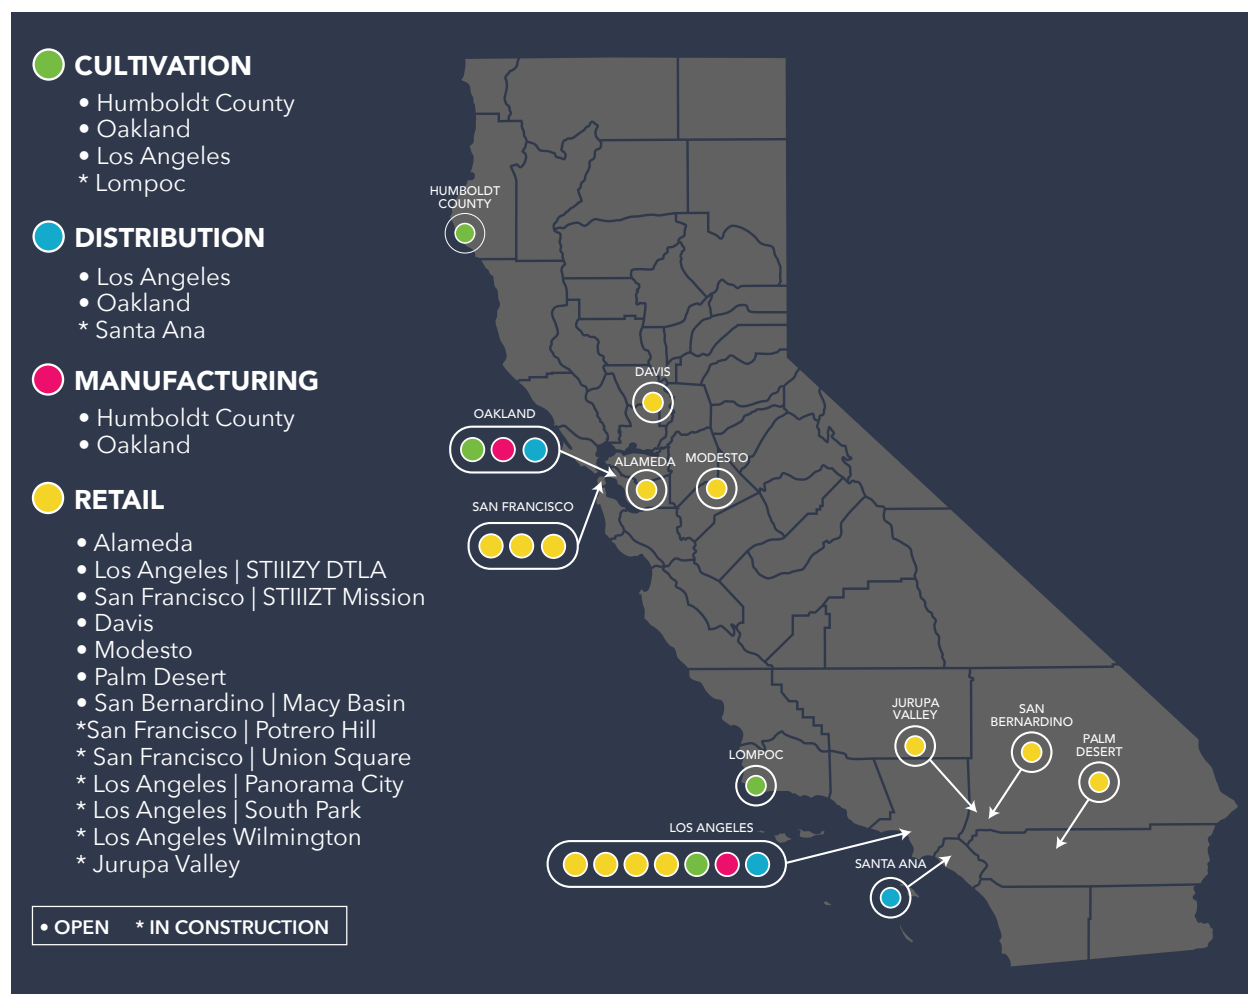 CULTIVATION
• Humboldt County
• Oakland
• Los Angeles
* Lompoc
DISTRIBUTION
• Los Angeles
• Oakland
* Santa Ana
MANUFACTURING
• Humboldt County
• Oakland
RETAIL
• Alameda
• Los Angeles | STIIIZY DTLA
• San Francisco | STIIIZT Mission
• Davis
• Modesto
• Palm Desert
• San Bernardino | Macy Basin
*San Francisco | Potrero Hill
* San Francisco | Union Square
* Los Angeles | Panorama City
* Los Angeles | South Park
* Los Angeles Wilmington
* Jurupa Valley
• OPEN * IN CONSTRUCTION
HUMBOLDT
COUNTY
DAVIS
OAKLAND
ALAMEDA
MODESTO
SAN FRANCISCO
JURUPA
VALLEY
SAN
BERNARDINO
PALM
DESERT
LOMPOC
LOS ANGELES
SANTA ANA